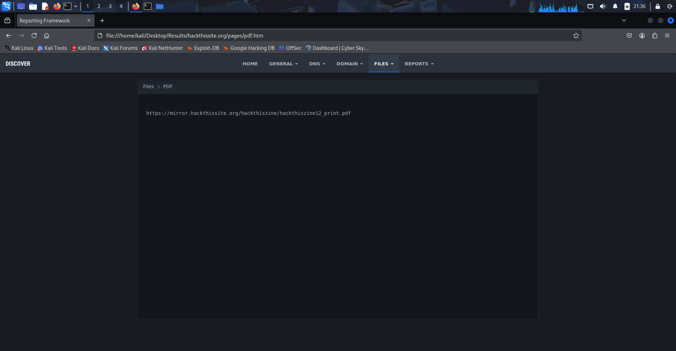 1 2 3 4
21:36
Reporting Framework
file:///home/kali/Desktop/Results/hackthissite.org/pages/pdf.htm
Kali Linux Kali Tools Kali Docs Kali Forums Kali NetHunter Exploit-DB Google Hacking DB OffSec Dashboard | Cyber Sky…
DISCOVER HOME GENERAL DNS DOMAIN FILES REPORTS
Files > PDF
https://mirror.hackthissite.org/hackthiszine/hackthiszine12_print.pdf